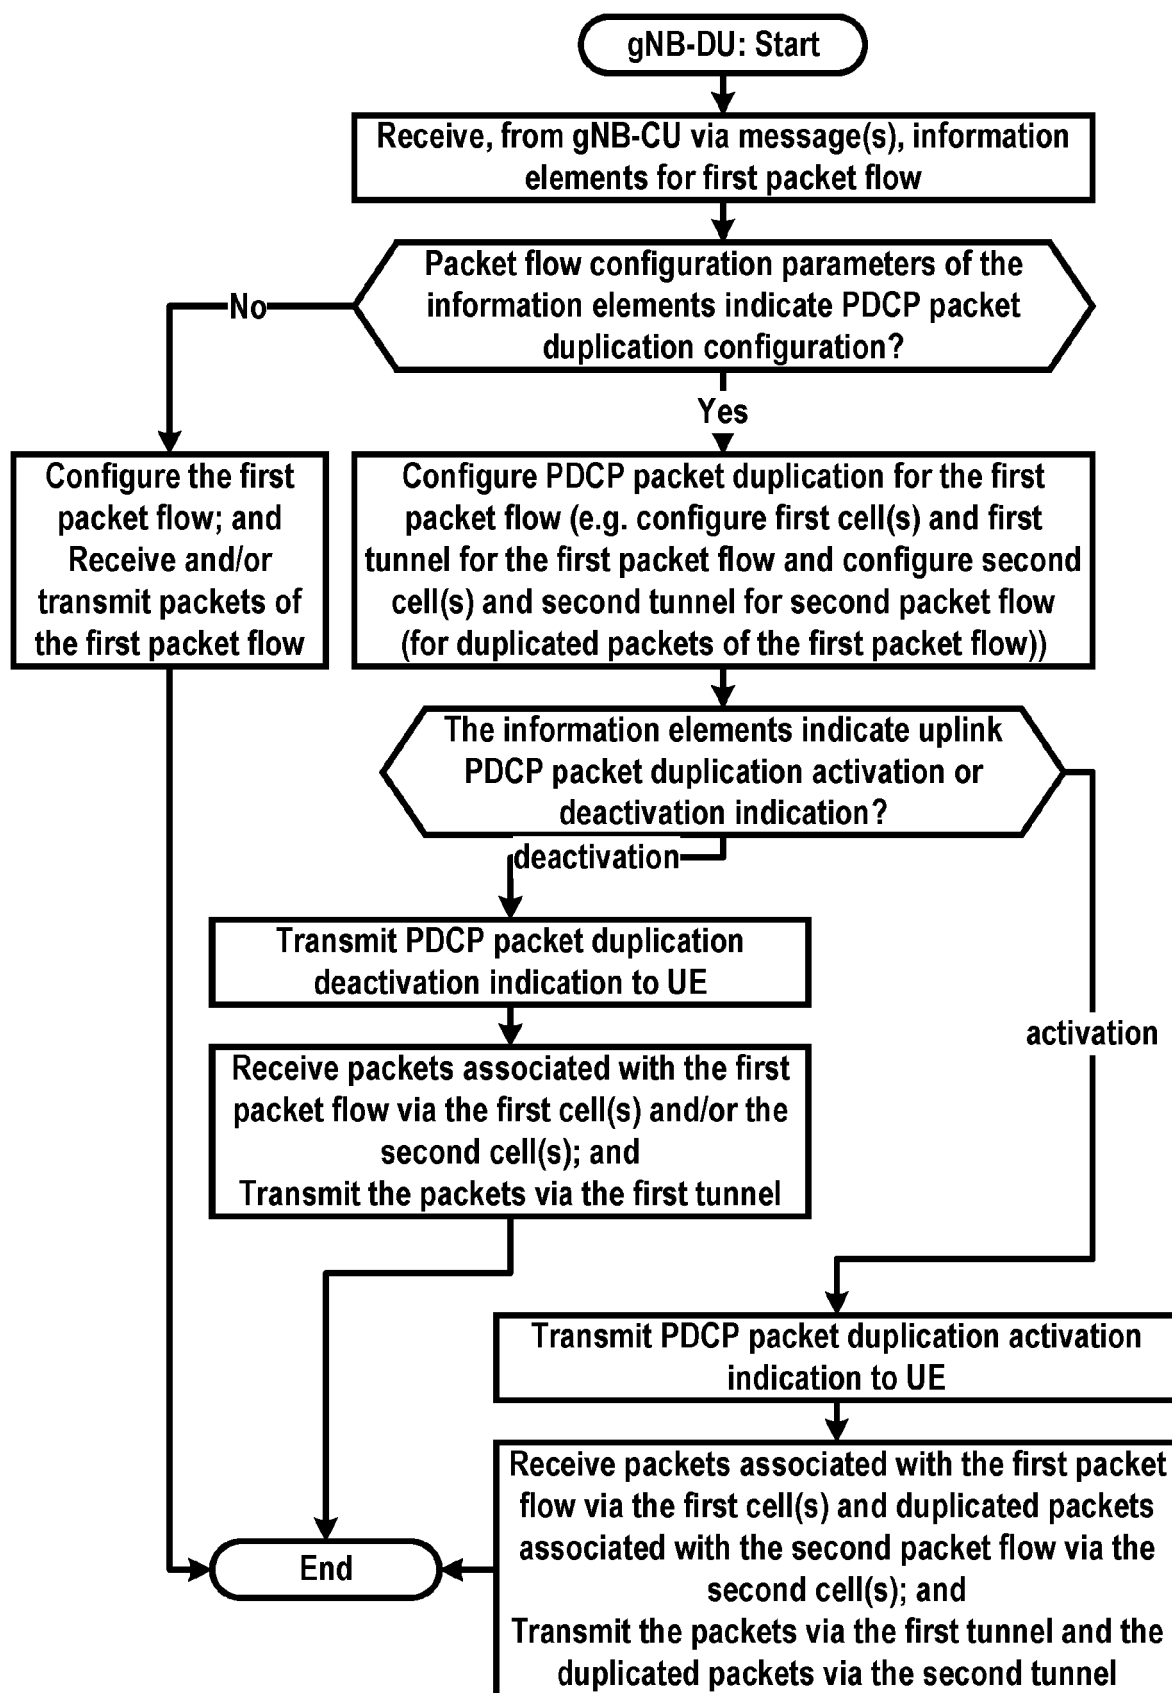 gNB-DU: Start
Receive, from gNB-CU via message(s), information
elements for first packet flow
Packet flow configuration parameters of the
information elements indicate PDCP packet
duplication configuration?
No
Yes
Configure the first
packet flow; and
Receive and/or
transmit packets of
the first packet flow
Configure PDCP packet duplication for the first
packet flow (e.g. configure first cell(s) and first
tunnel for the first packet flow and configure second
cell(s) and second tunnel for second packet flow
(for duplicated packets of the first packet flow))
The information elements indicate uplink
PDCP packet duplication activation or
deactivation indication?
deactivation
Transmit PDCP packet duplication
deactivation indication to UE
activation
Receive packets associated with the first
packet flow via the first cell(s) and/or the
second cell(s); and
Transmit the packets via the first tunnel
Transmit PDCP packet duplication activation
indication to UE
Receive packets associated with the first packet
flow via the first cell(s) and duplicated packets
associated with the second packet flow via the
second cell(s); and
Transmit the packets via the first tunnel and the
duplicated packets via the second tunnel
End